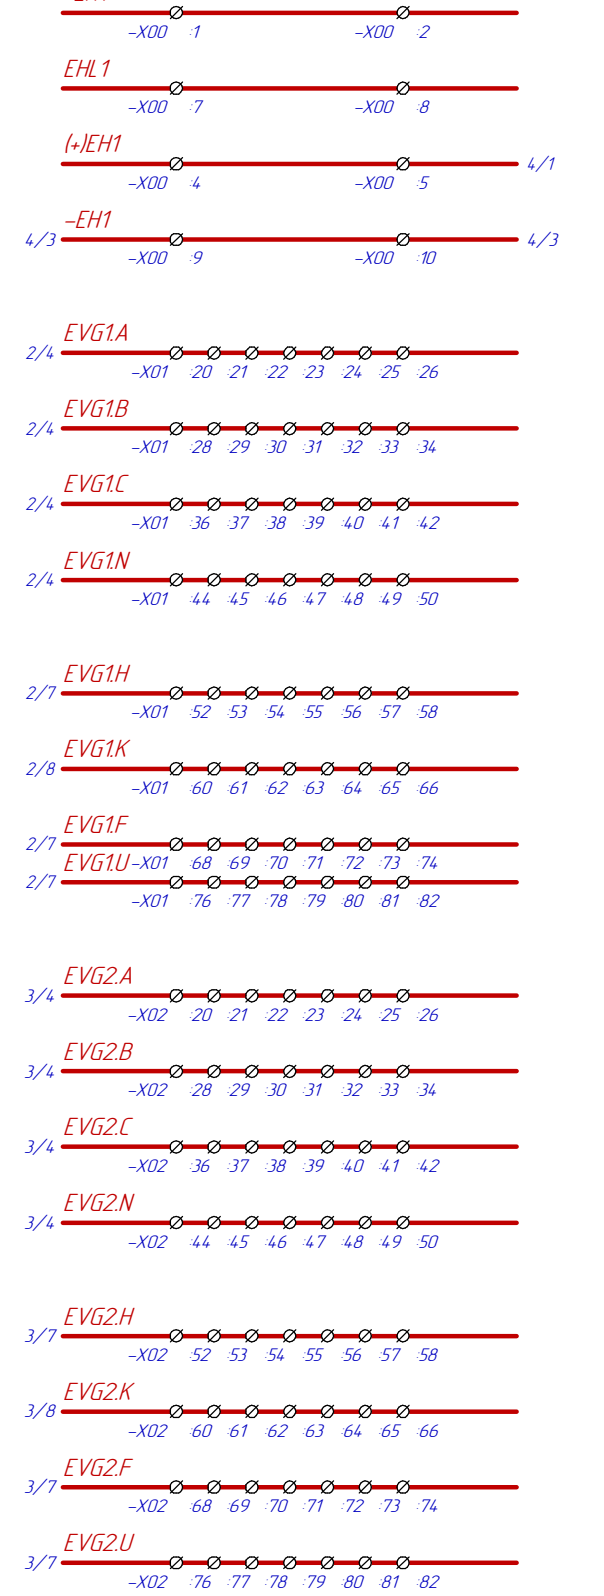 -X00 :1 -X00 :2
EHL1
-X00 :7 -X00 :8
(+)EH1
4/1
-X00 :4 -X00 :5
-EH1
4/3 4/3
-X00 :9 -X00 :10
EVG1.A
2/4
-X01 :20 :21 :22 :23 :24 :25 :26
EVG1.B
2/4
-X01 :28 :29 :30 :31 :32 :33 :34
EVG1.C
2/4
-X01 :36 :37 :38 :39 :40 :41 :42
EVG1.N
2/4
-X01 :44 :45 :46 :47 :48 :49 :50
EVG1.H
2/7
-X01 :52 :53 :54 :55 :56 :57 :58
EVG1.K
2/8
-X01 :60 :61 :62 :63 :64 :65 :66
EVG1.F
2/7
EVG1.U -X01 :68 :69 :70 :71 :72 :73 :74
2/7
-X01 :76 :77 :78 :79 :80 :81 :82
EVG2.A
3/4
-X02 :20 :21 :22 :23 :24 :25 :26
EVG2.B
3/4
-X02 :28 :29 :30 :31 :32 :33 :34
EVG2.C
3/4
-X02 :36 :37 :38 :39 :40 :41 :42
EVG2.N
3/4
-X02 :44 :45 :46 :47 :48 :49 :50
EVG2.H
3/7
-X02 :52 :53 :54 :55 :56 :57 :58
EVG2.K
3/8
-X02 :60 :61 :62 :63 :64 :65 :66
EVG2.F
3/7
-X02 :68 :69 :70 :71 :72 :73 :74
EVG2.U
3/7
-X02 :76 :77 :78 :79 :80 :81 :82